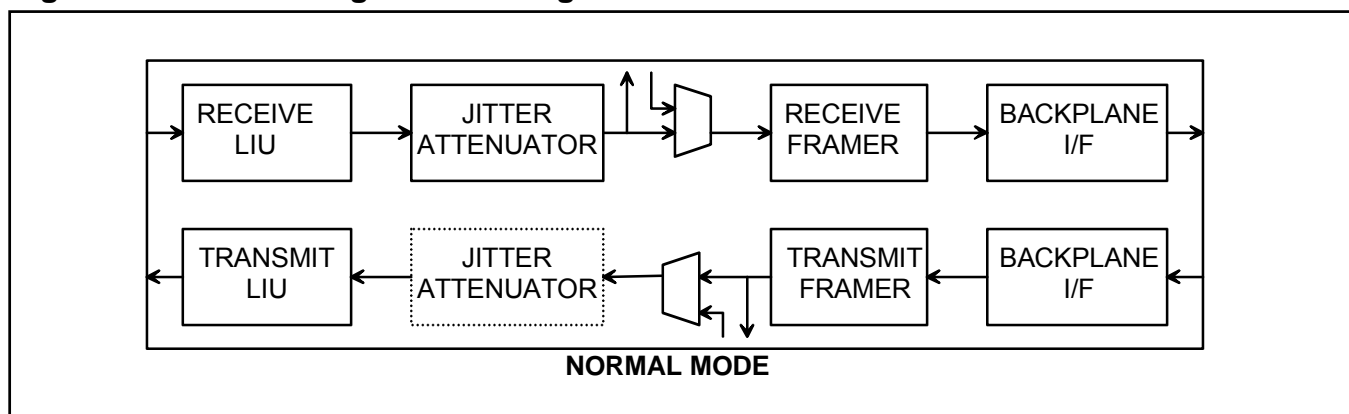 RECEIVE
LIU
JITTER
ATTENUATOR
RECEIVE
FRAMER
BACKPLANE
I/F
TRANSMIT
LIU
JITTER
ATTENUATOR
TRANSMIT
FRAMER
BACKPLANE
I/F
NORMAL MODE